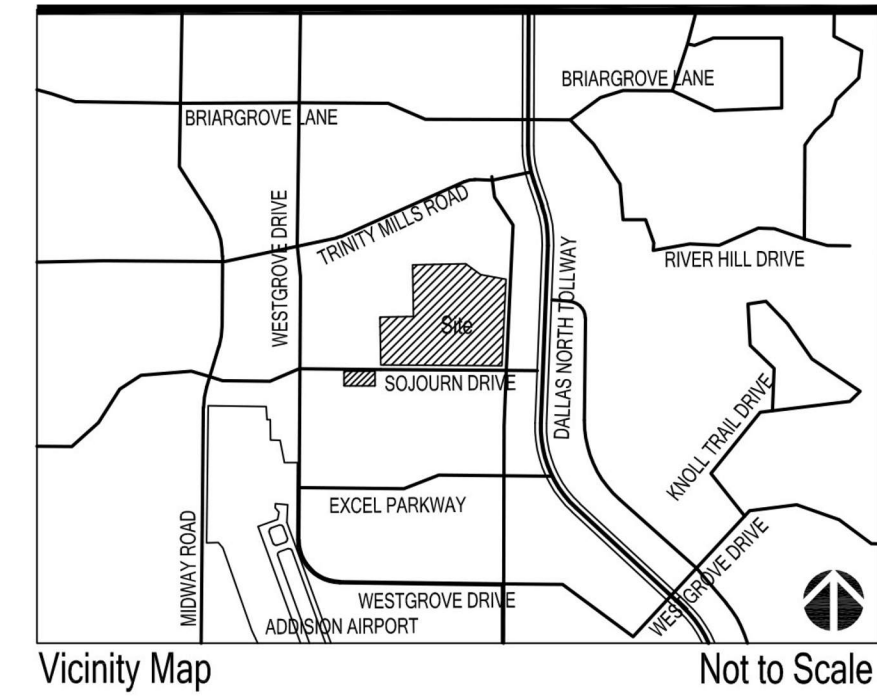 BRIARGROVE LANE
BRIARGROVE LANE
WESTGROVE DRIVE
TRINITY MILLS ROAD
RIVER HILL DRIVE
DALLAS NORTH TOLLWAY
Site
SOJOURN DRIVE
KNOLL TRAIL DRIVE
EXCEL PARKWAY
MIDWAY ROAD
WESTGROVE DRIVE
WESTGROVE DRIVE
ADDISION AIRPORT
Vicinity Map
Not to Scale